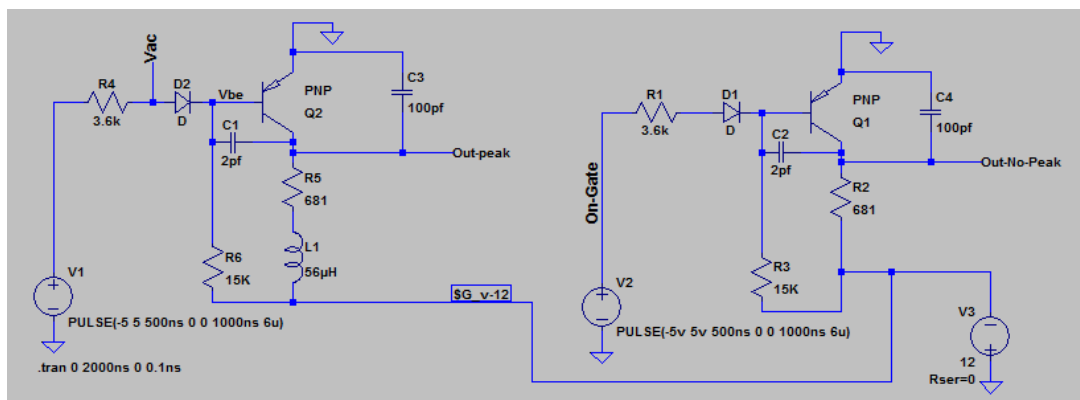 Vac
R4
3.6k
D2
D
Vbe
PNP
Q2
C3
100pf
C1
2pf
Out-peak
R5
681
L1
56µH
R6
15K
V1
PULSE(-5 5 500ns 0 0 1000ns 6u)
.tran 0 2000ns 0 0.1ns
$G_v-12
On-Gate
R1
3.6k
D1
D
PNP
Q1
C4
100pf
C2
2pf
Out-No-Peak
R2
681
R3
15K
V2
PULSE(-5v 5v 500ns 0 0 1000ns 6u)
V3
12
Rser=0